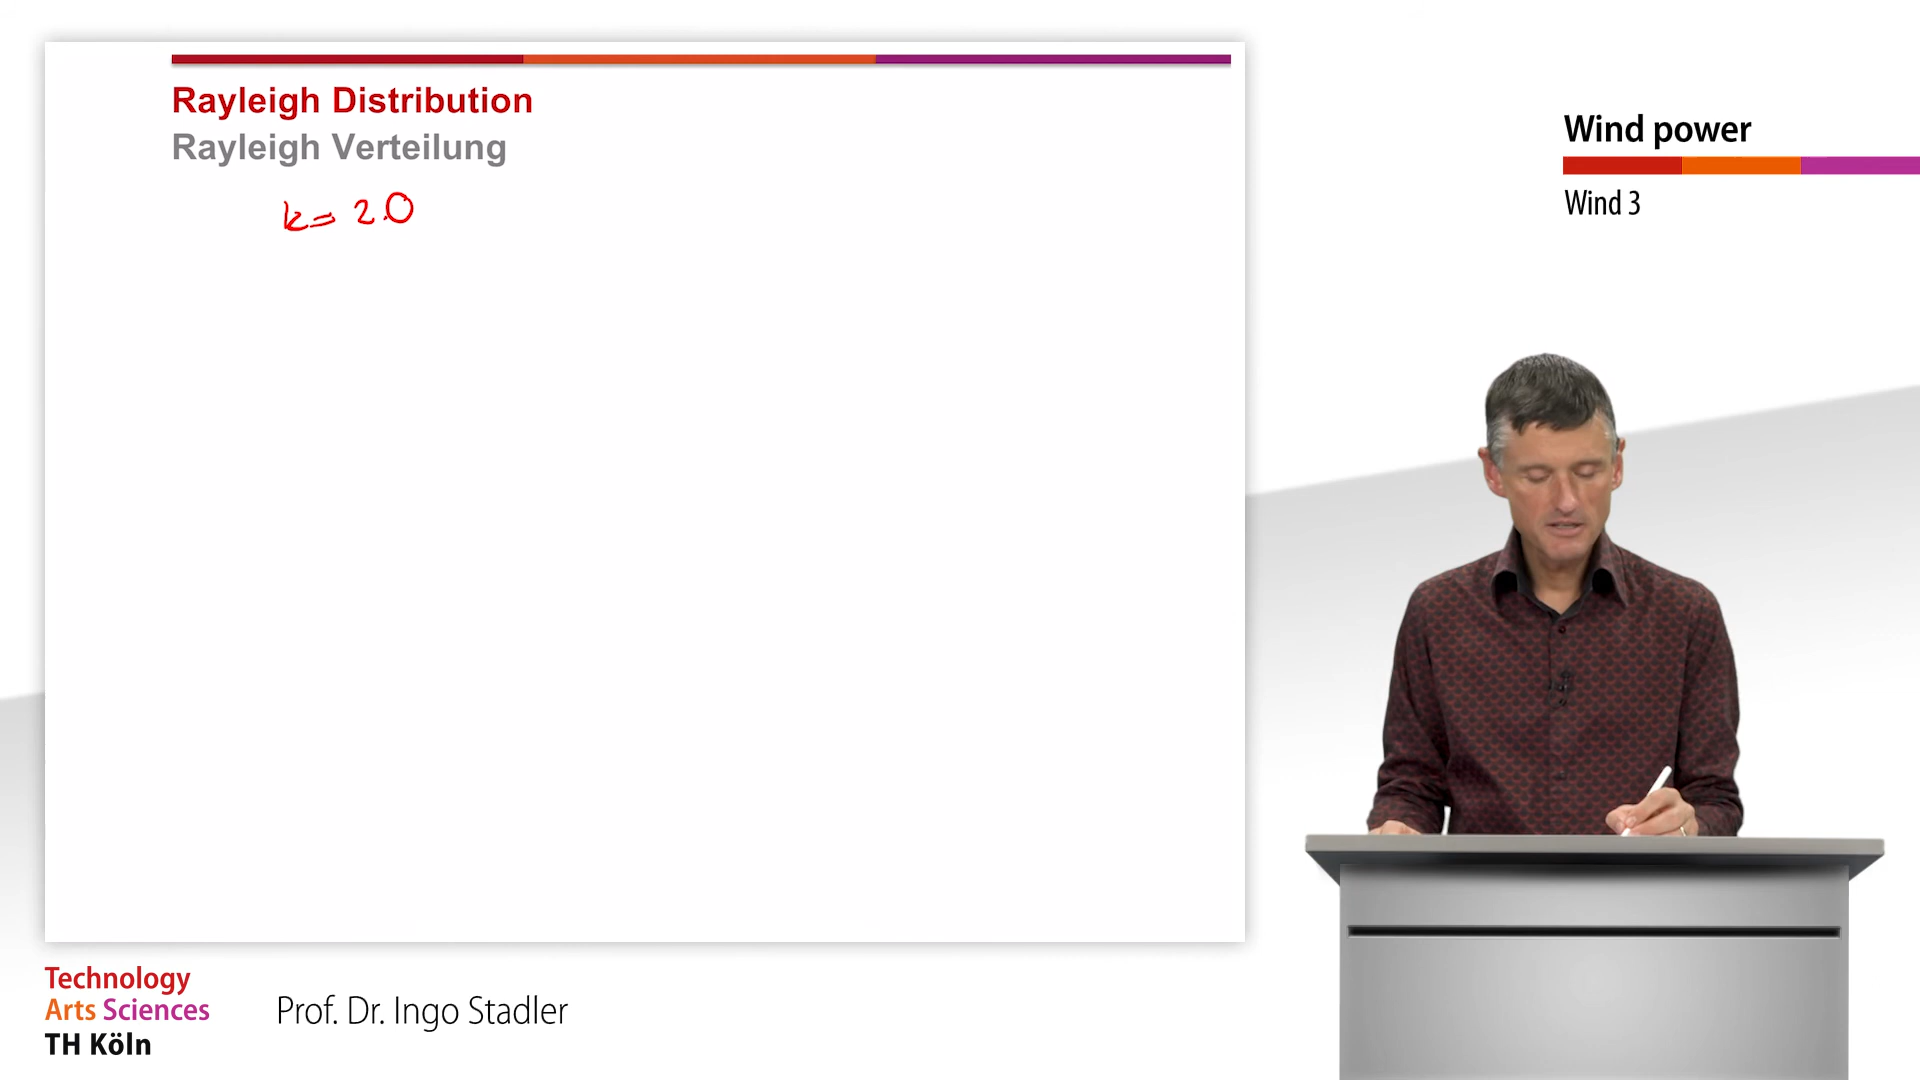 Rayleigh Distribution
Rayleigh Verteilung
k= 2.0
Wind power
Wind 3
Technology
Arts Sciences
TH Köln
Prof. Dr. Ingo Stadler